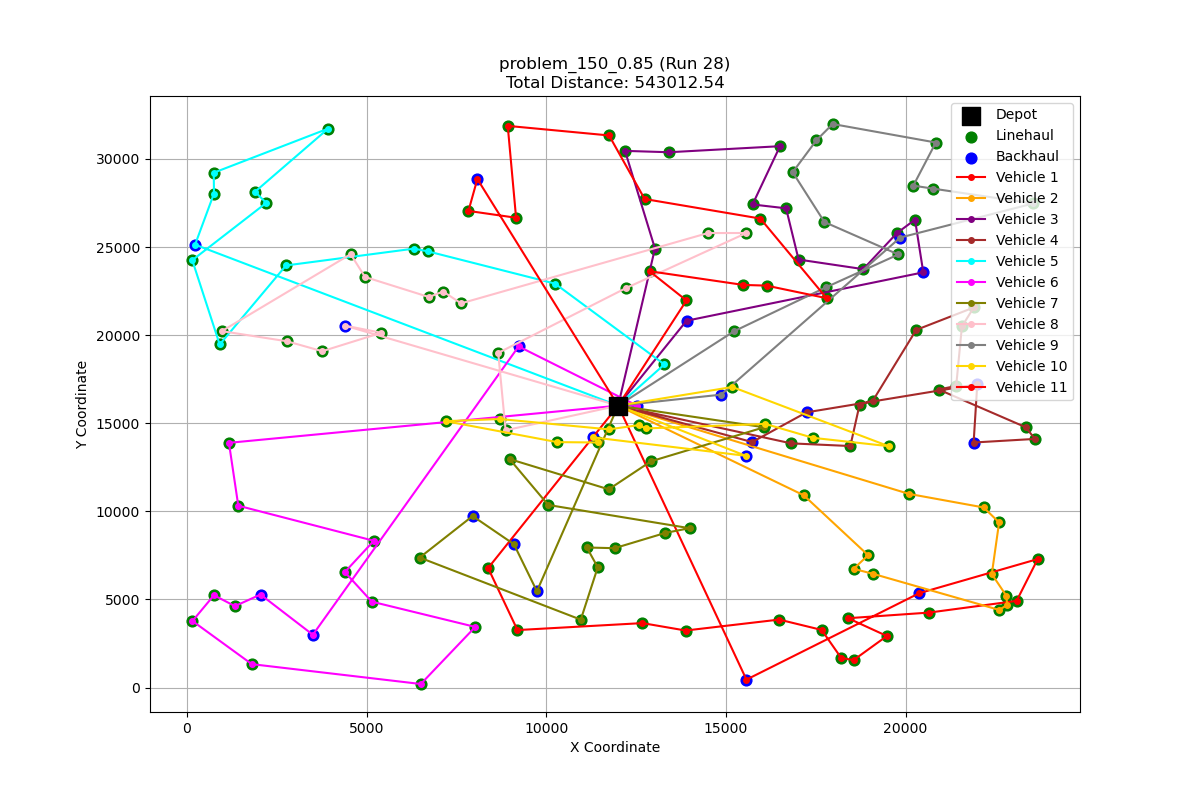 problem_150_0.85 (Run 28)
Total Distance: 543012.54
Depot
Linehaul
Backhaul
Vehicle 1
Vehicle 2
Vehicle 3
Vehicle 4
Vehicle 5
Vehicle 6
Vehicle 7
Vehicle 8
Vehicle 9
Vehicle 10
Vehicle 11
Y Coordinate
30000
25000
20000
15000
10000
5000
0
0 5000 10000 15000 20000
X Coordinate